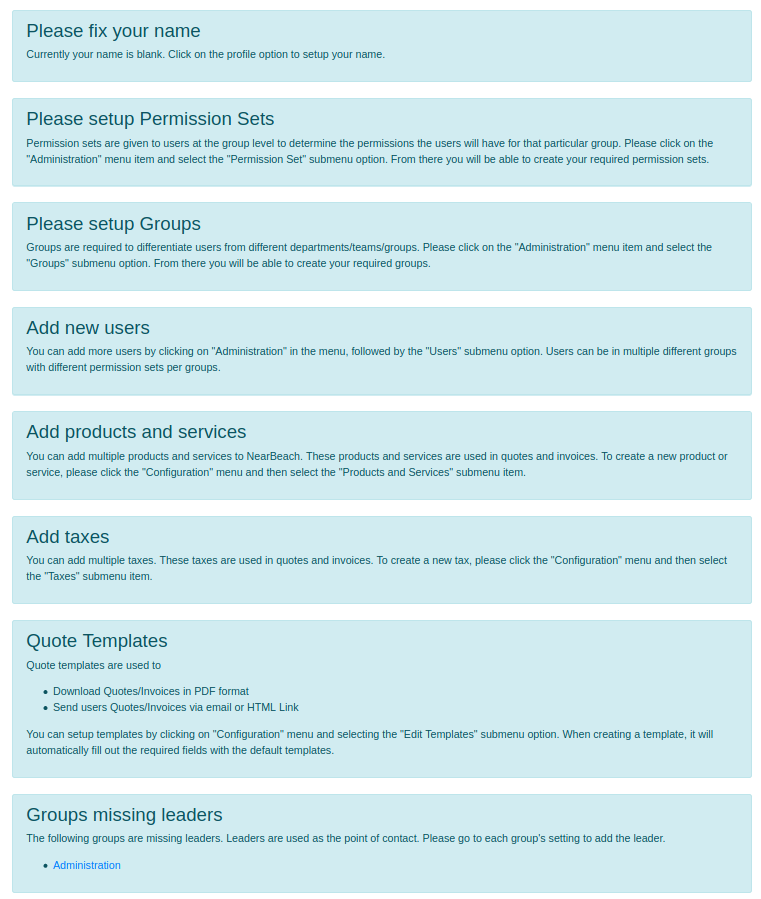 Please fix your name
Currently your name is blank. Click on the profile option to setup your name.
Please setup Permission Sets
Permission sets are given to users at the group level to determine the permissions the users will have for that particular group. Please click on the
"Administration" menu item and select the "Permission Set" submenu option. From there you will be able to create your required permission sets.
Please setup Groups
Groups are required to differentiate users from different departments/teams/groups. Please click on the "Administration" menu item and select the
"Groups" submenu option. From there you will be able to create your required groups.
Add new users
You can add more users by clicking on "Administration" in the menu, followed by the "Users" submenu option. Users can be in multiple different groups
with different permission sets per groups.
Add products and services
You can add multiple products and services to NearBeach. These products and services are used in quotes and invoices. To create a new product or
service, please click the "Configuration" menu and then select the "Products and Services" submenu item.
Add taxes
You can add multiple taxes. These taxes are used in quotes and invoices. To create a new tax, please click the "Configuration" menu and then select
the "Taxes" submenu item.
Quote Templates
Quote templates are used to
• Download Quotes/Invoices in PDF format
• Send users Quotes/Invoices via email or HTML Link
You can setup templates by clicking on "Configuration" menu and selecting the "Edit Templates" submenu option. When creating a template, it will
automatically fill out the required fields with the default templates.
Groups missing leaders
The following groups are missing leaders. Leaders are used as the point of contact. Please go to each group's setting to add the leader.
• Administration